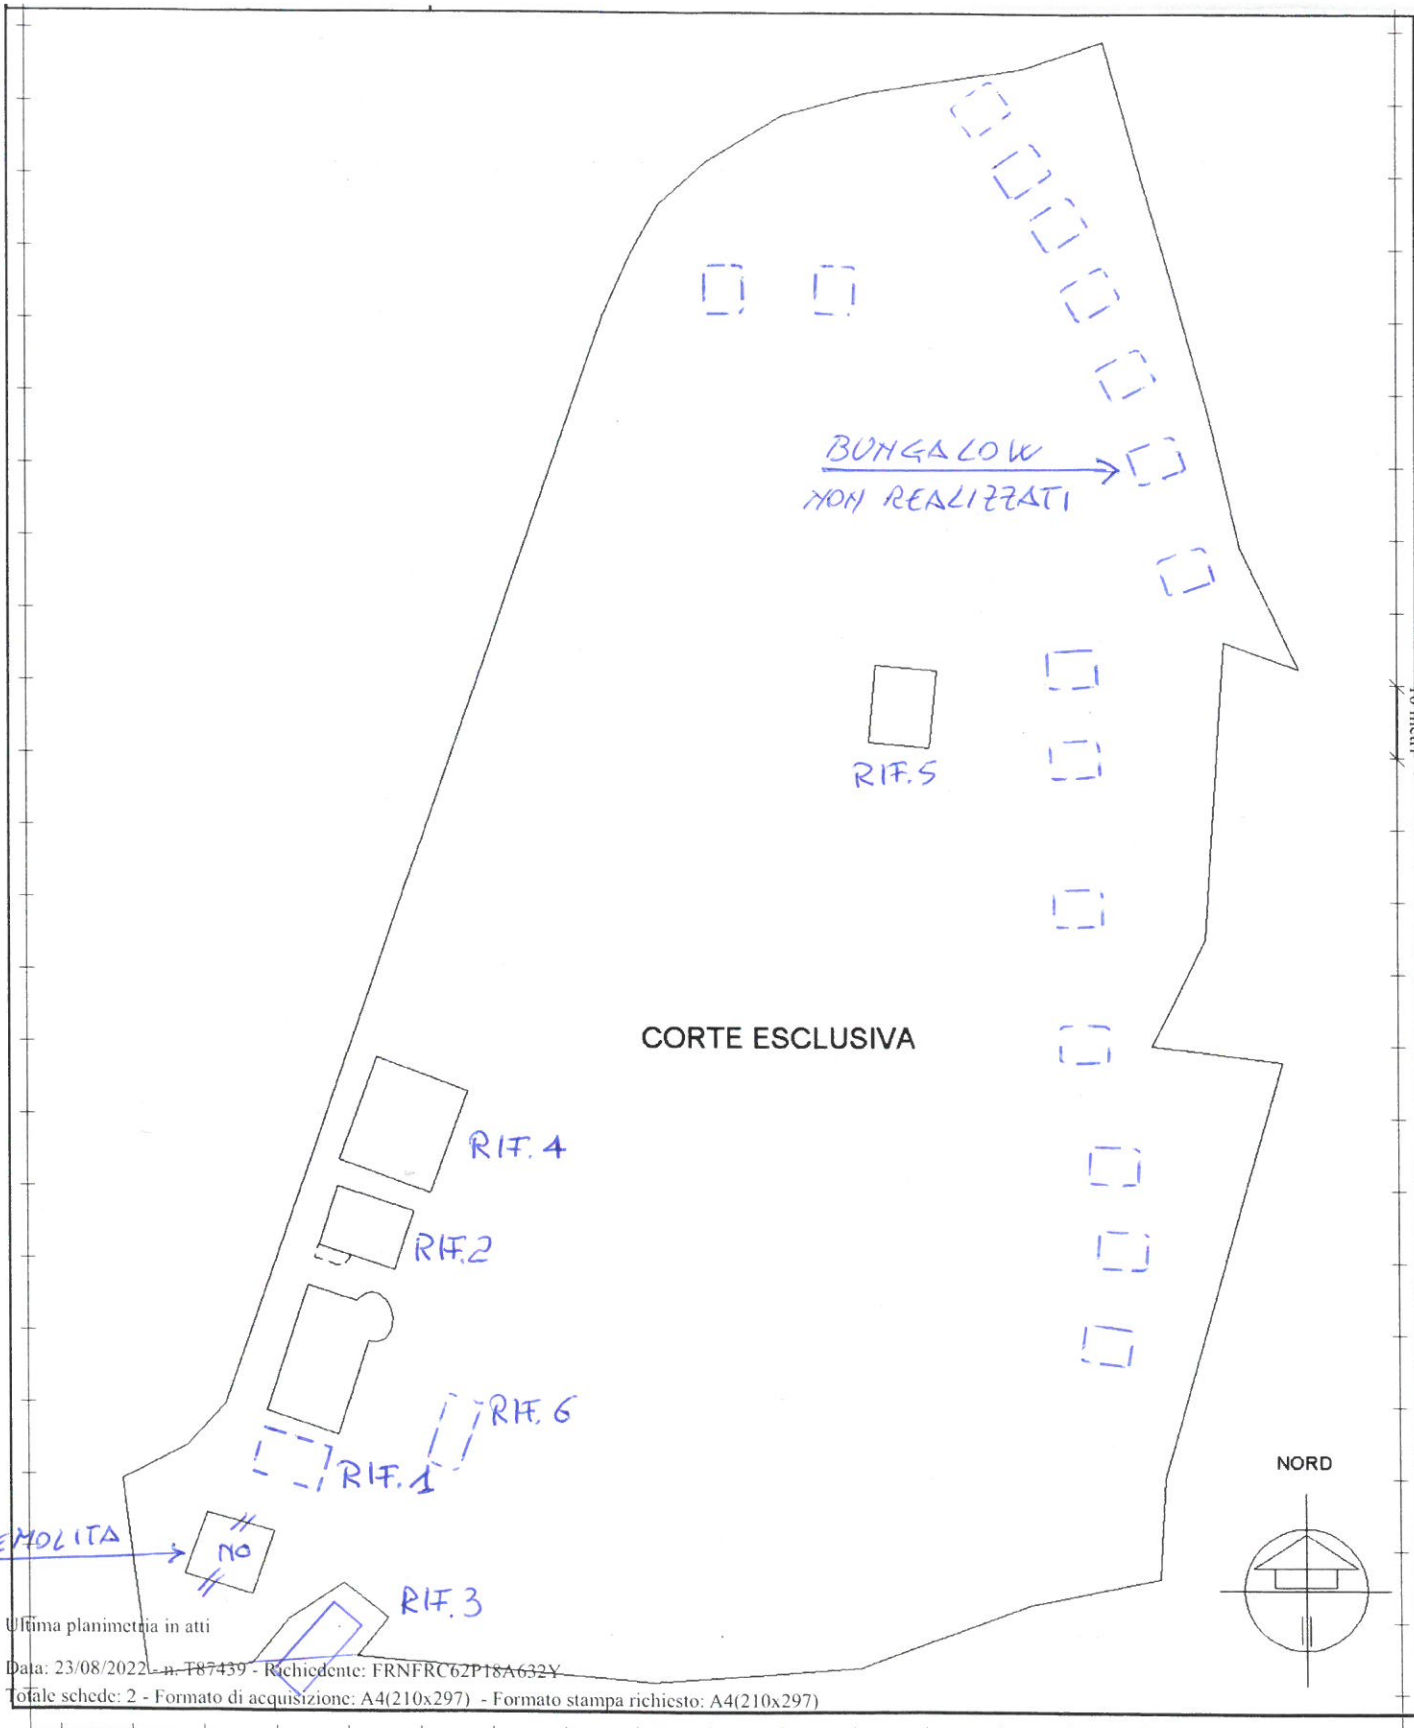 BUNGALOW
NON REALIZZATI
RIF.5
CORTE ESCLUSIVA
RIF. 4
RIF.2
RIF. 6
RIF. 1
NORD
EMOLITA
NO
RIF. 3
Ultima planimetria in atti
Data: 23/08/2022 - n. T87439 - Richiedente: FRNFRC62P18A632Y
Totale schede: 2 - Formato di acquisizione: A4(210x297) - Formato stampa richiesto: A4(210x297)